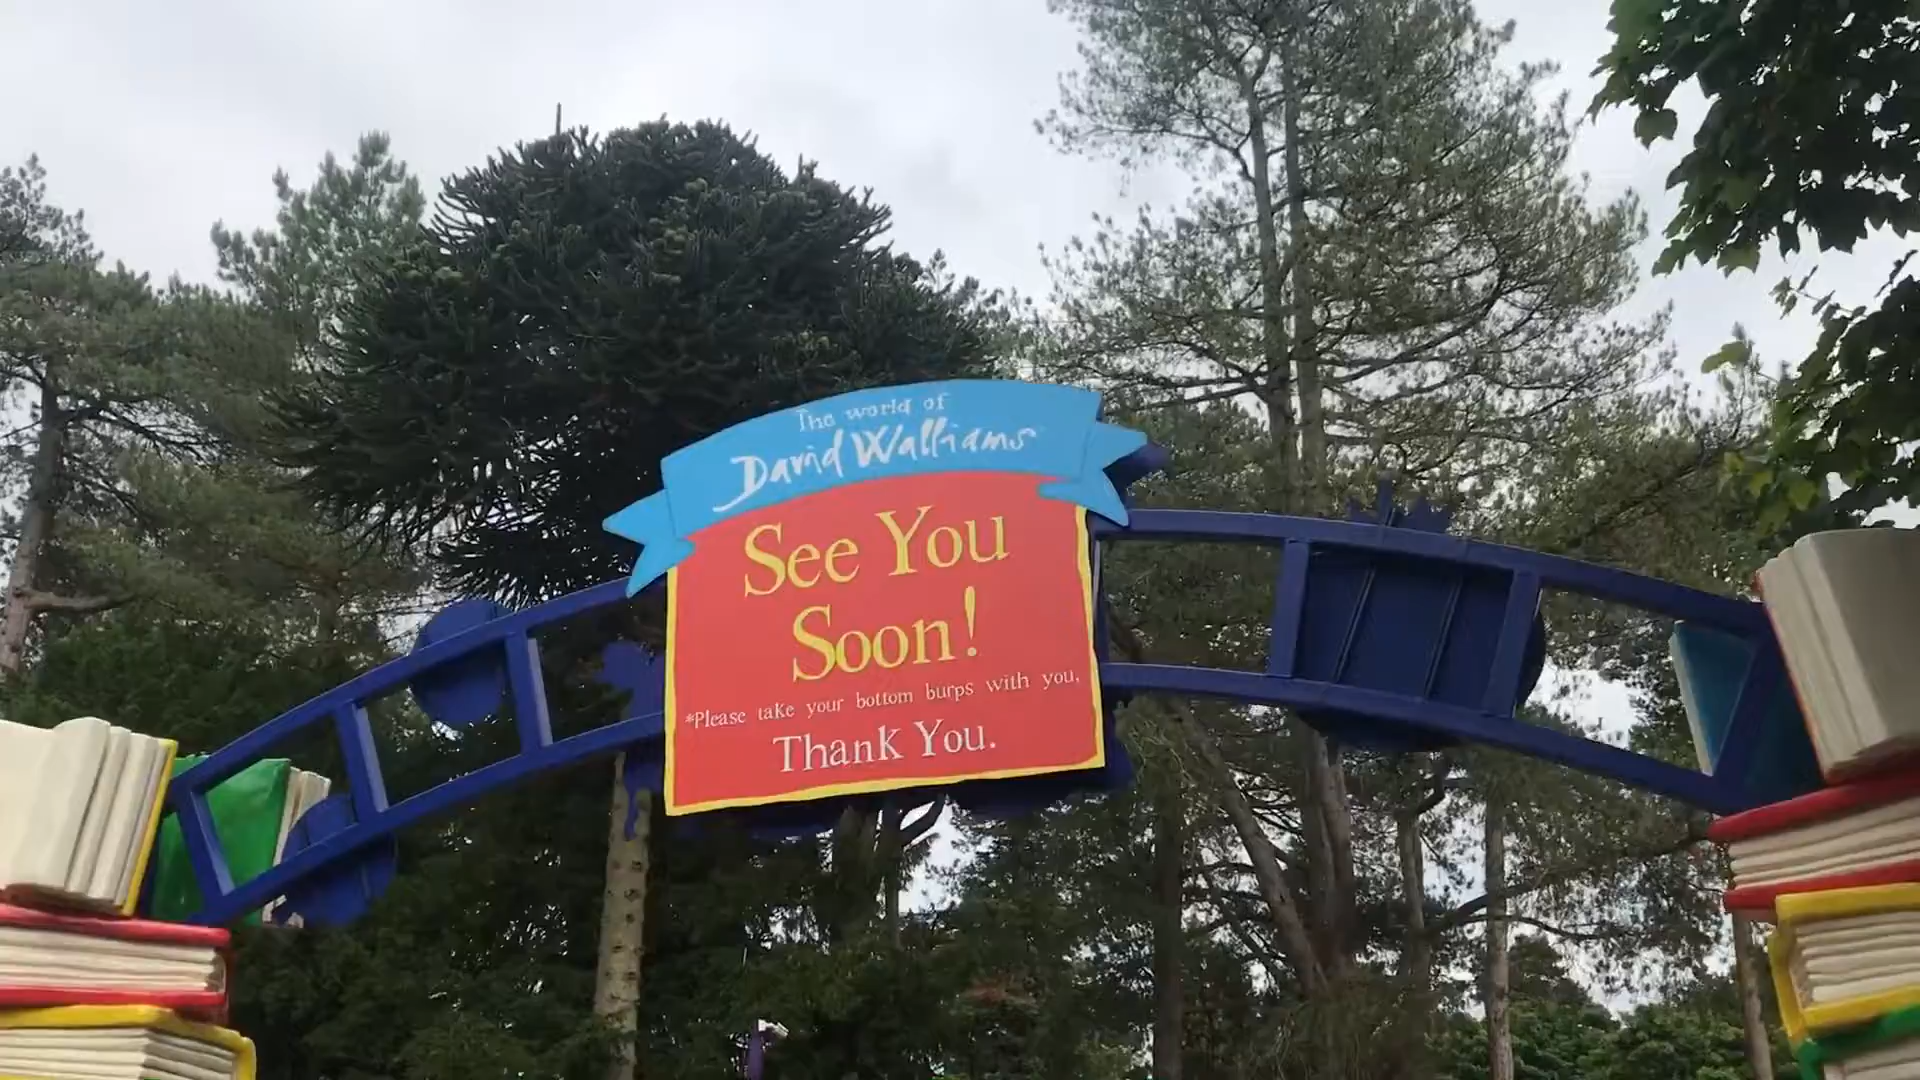 The world of
David Walliams
See You
Soon!
*Please take your bottom burps with you,
Thank You.